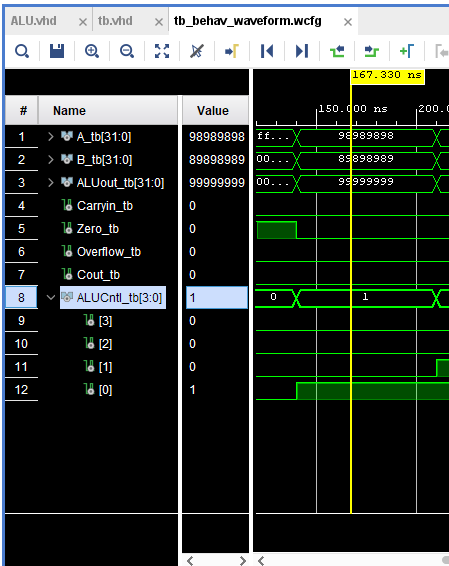 ALU.vhd tb.vhd tb_behav_waveform.wcfg
167.330 ns
# Name Value 150.000 ns 200.
1 A_tb[31:0] 98989898 ff... 98989898
2 B_tb[31:0] 89898989 00... 89898989
3 ALUout_tb[31:0] 99999999 00... 99999999
4 Carryin_tb 0
5 Zero_tb 0
6 Overflow_tb 0
7 Cout_tb 0
8 ALUCntl_tb[3:0] 1 0 1
9 [3] 0
10 [2] 0
11 [1] 0
12 [0] 1